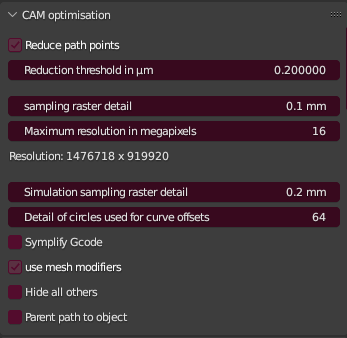 CAM optimisation
Reduce path points
Reduction threshold in μm 0.200000
sampling raster detail 0.1 mm
Maximum resolution in megapixels 16
Resolution: 1476718 x 919920
Simulation sampling raster detail 0.2 mm
Detail of circles used for curve offsets 64
Symplify Gcode
use mesh modifiers
Hide all others
Parent path to object